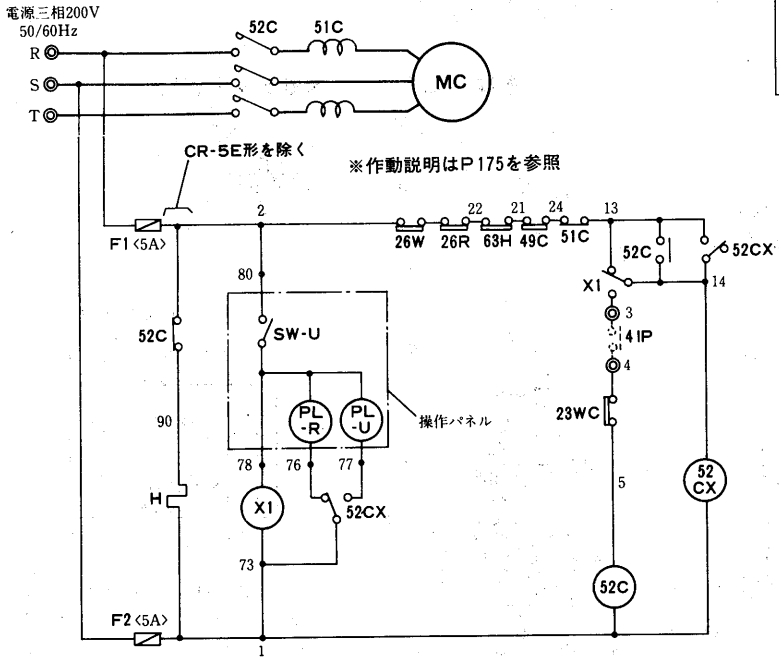 電源三相200V
50/60Hz
52C
51C
R
S
T
MC
CR-5E形を除く
※作動説明はP175を参照
F1<5A>
2
26W
26R
22
63H
21
49C
24
51C
13
52C
52CX
X1
14
80
SW-U
52C
3
41P
4
操作パネル
PL
-R
PL
-U
23WC
90
78
76
77
H
X1
52CX
5
52
CX
73
52C
F2<5A>
1